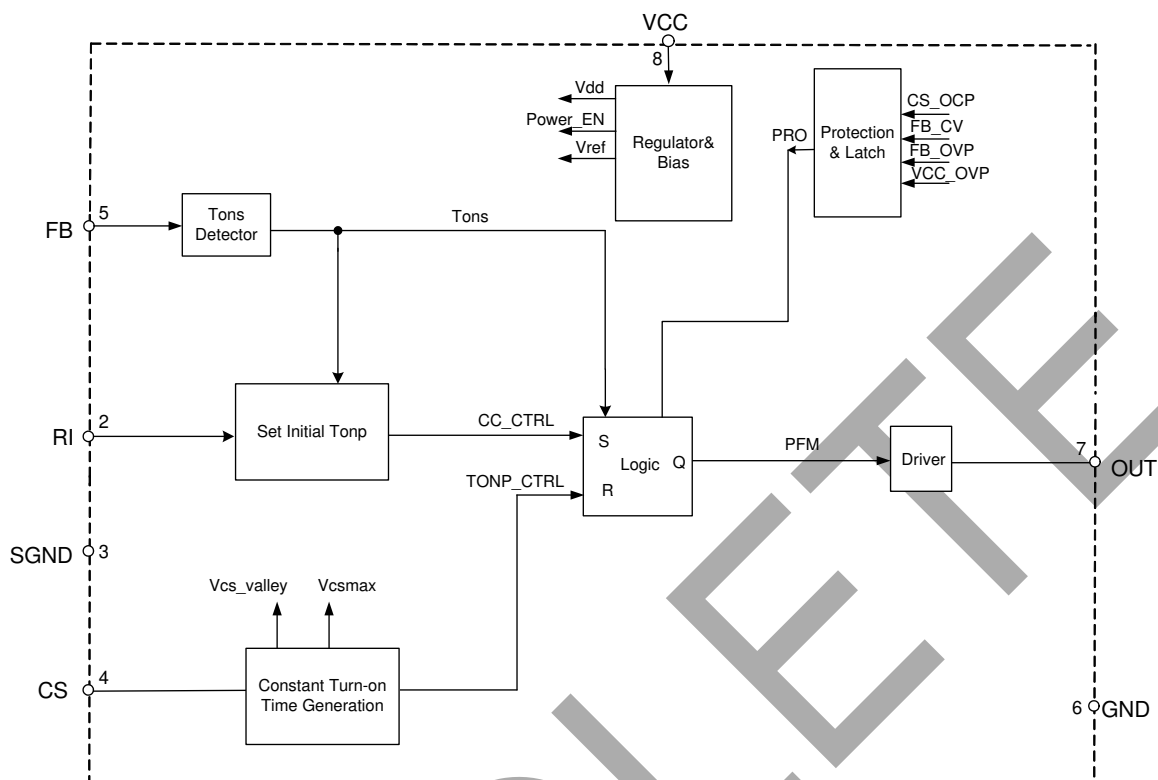 VCC
8
Vdd
Power_EN
Vref
Regulator&
Bias
PRO
Protection
& Latch
CS_OCP
FB_CV
FB_OVP
VCC_OVP
FB
5
Tons
Detector
Tons
RI
2
Set Initial Tonp
CC_CTRL
TONP_CTRL
S
R
Logic
Q
PFM
Driver
7
OUT
SGND
3
Vcs_valley
Vcsmax
CS
4
Constant Turn-on
Time Generation
6
GND
LETE